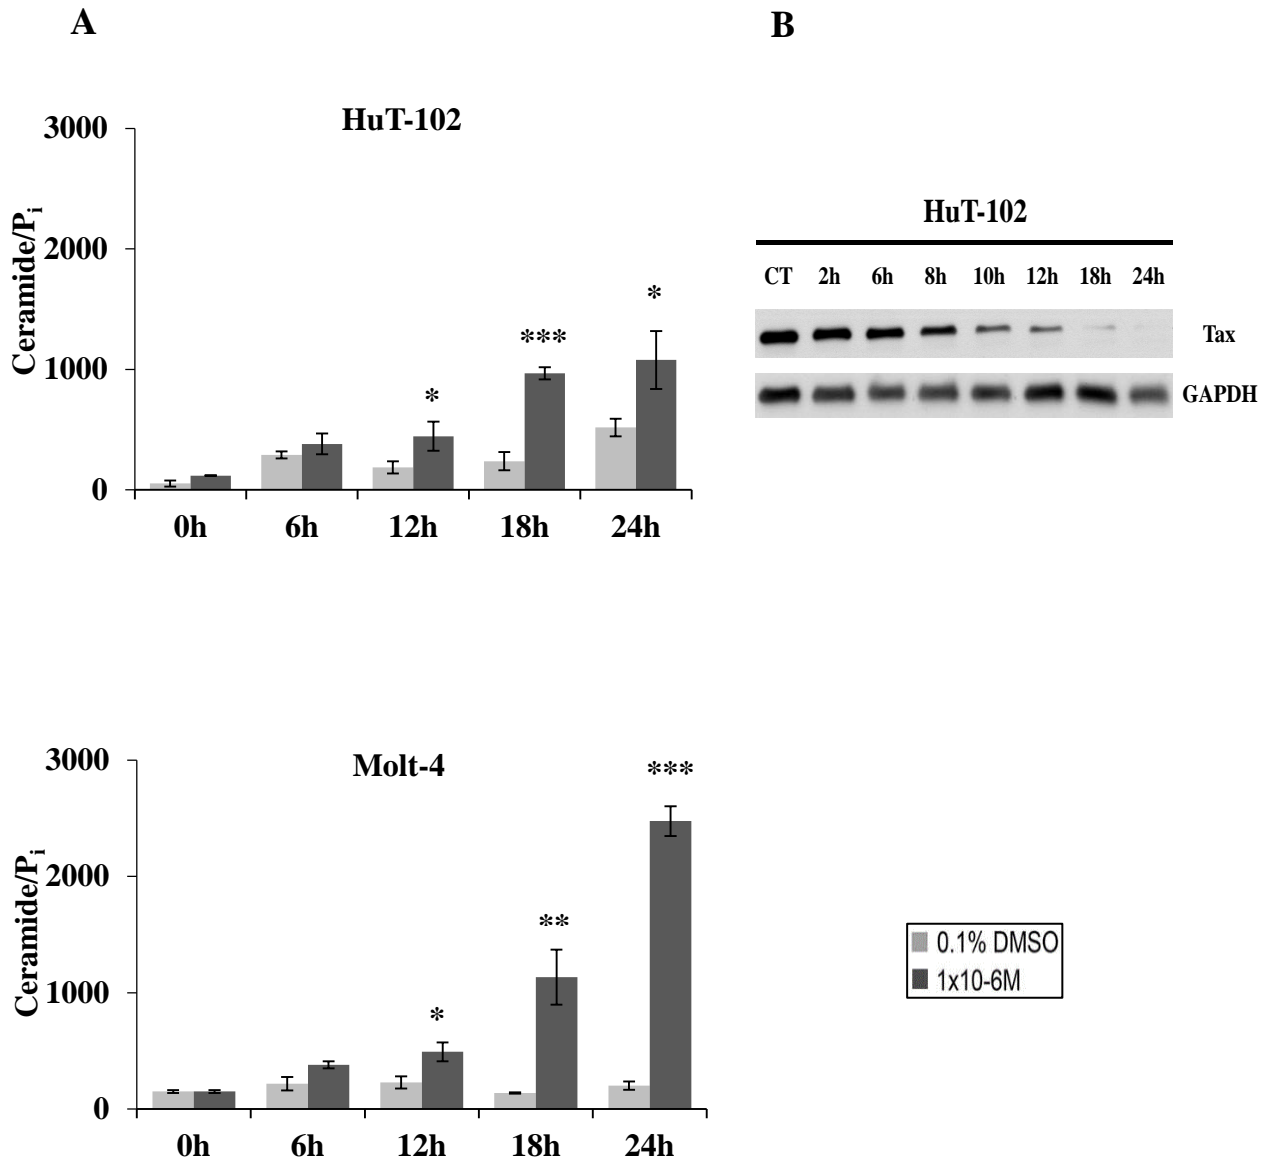 A
HuT-102
3000
2000
1000
0
Ceramide/Pi
*
***
*
0h 6h 12h 18h 24h
B
HuT-102
CT 2h 6h 8h 10h 12h 18h 24h
Tax
GAPDH
Molt-4
3000
2000
1000
0
Ceramide/Pi
*
**
***
0h 6h 12h 18h 24h
0.1% DMSO
1x10-6M